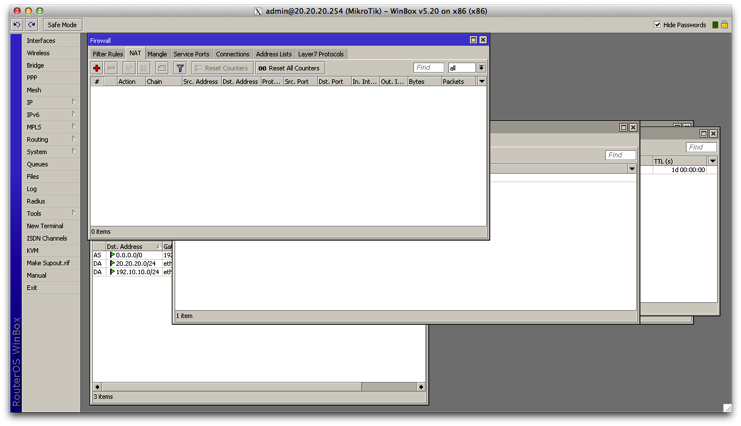 admin@20.20.20.254 (MikroTik) - WinBox v5.20 on x86 (x86)
Safe Mode
Hide Passwords
Interfaces
Wireless
Bridge
PPP
Mesh
IP
IPv6
MPLS
Routing
System
Queues
Files
Log
Radius
Tools
New Terminal
ISDN Channels
KVM
Make Supout.rif
Manual
Exit
RouterOS WinBox
Firewall
Filter Rules NAT Mangle Service Ports Connections Address Lists Layer7 Protocols
Reset Counters 00 Reset All Counters Find all
# Action Chain Src. Address Dst. Address Prot... Src. Port Dst. Port In. Int... Out. I... Bytes Packets
0 items
Find
1 item
Find
TTL (s)
1d 00:00:00
Dst. Address
AS 0.0.0.0/0 192
DA 20.20.20.0/24 eth
DA 192.10.10.0/24 eth
3 items